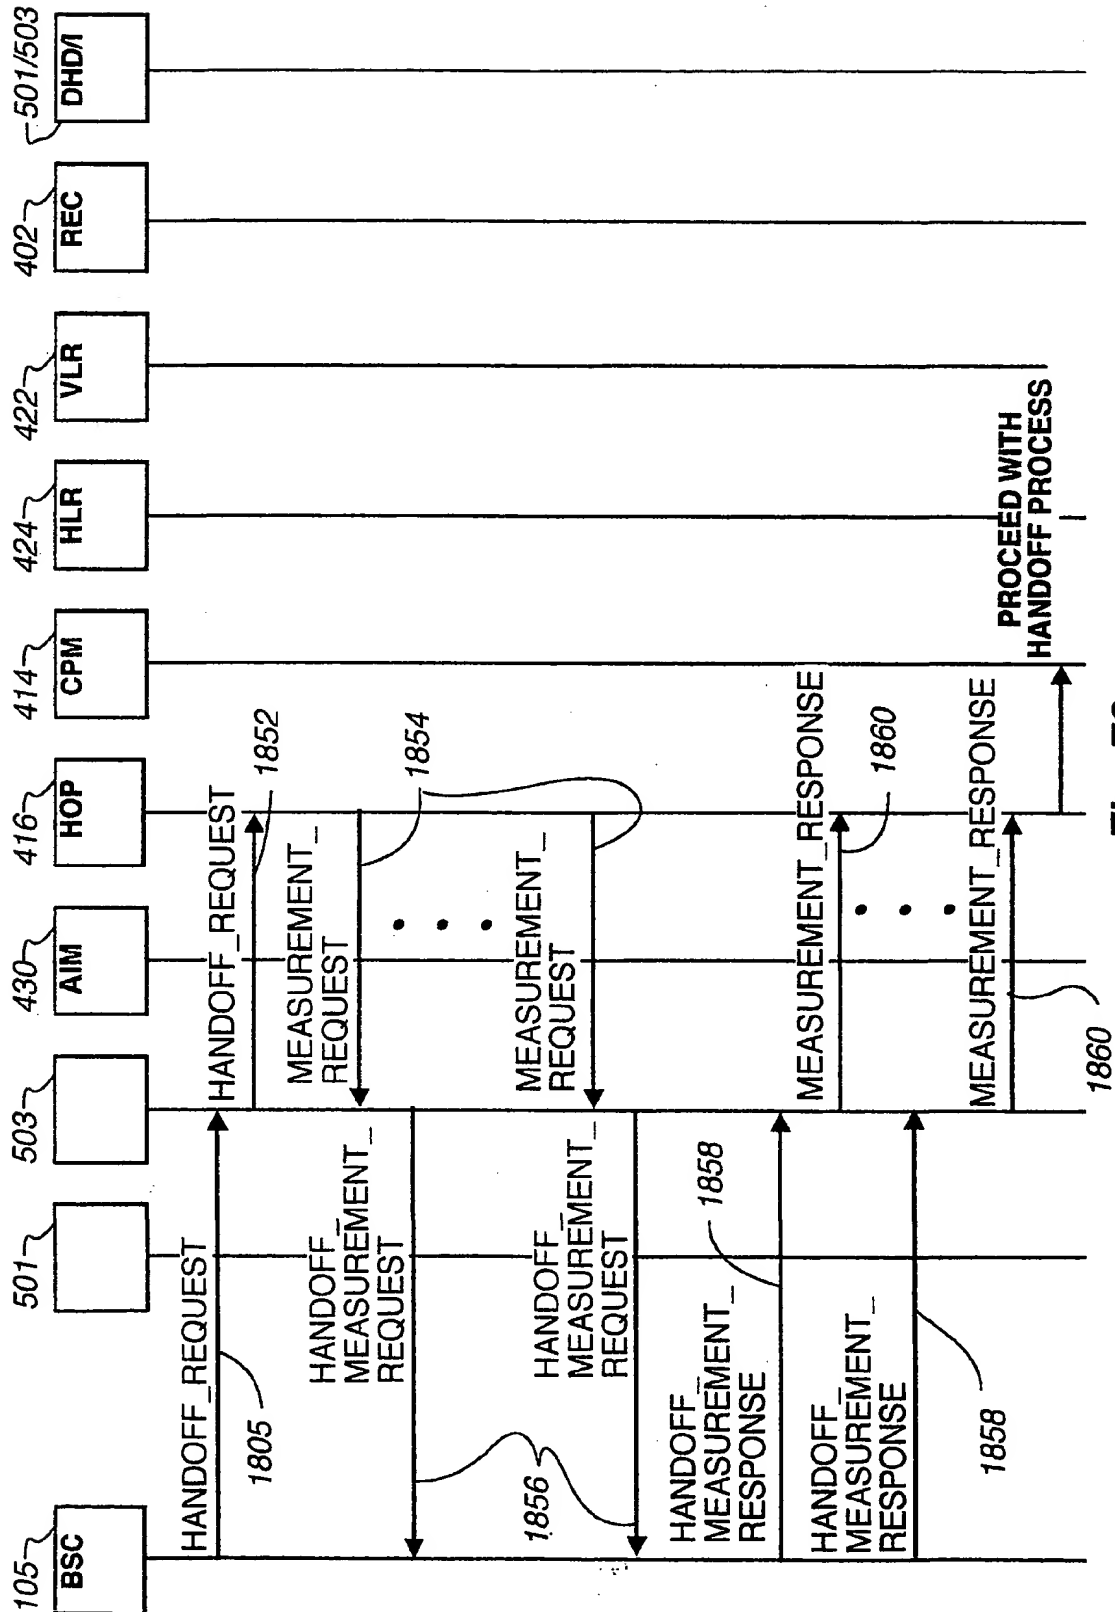 105
BSC
501
503
430
AIM
416
HOP
414
CPM
424
HLR
422
VLR
402
REC
501/503
DHD/I
HANDOFF_REQUEST
1805
HANDOFF_REQUEST
1852
MEASUREMENT_
REQUEST
1854
HANDOFF_
MEASUREMENT_
REQUEST
1856
MEASUREMENT_
REQUEST
HANDOFF_
MEASUREMENT_
REQUEST
HANDOFF_
MEASUREMENT_
RESPONSE
1858
MEASUREMENT_RESPONSE
1860
HANDOFF_
MEASUREMENT_
RESPONSE
1858
MEASUREMENT_RESPONSE
1860
PROCEED WITH
HANDOFF PROCESS